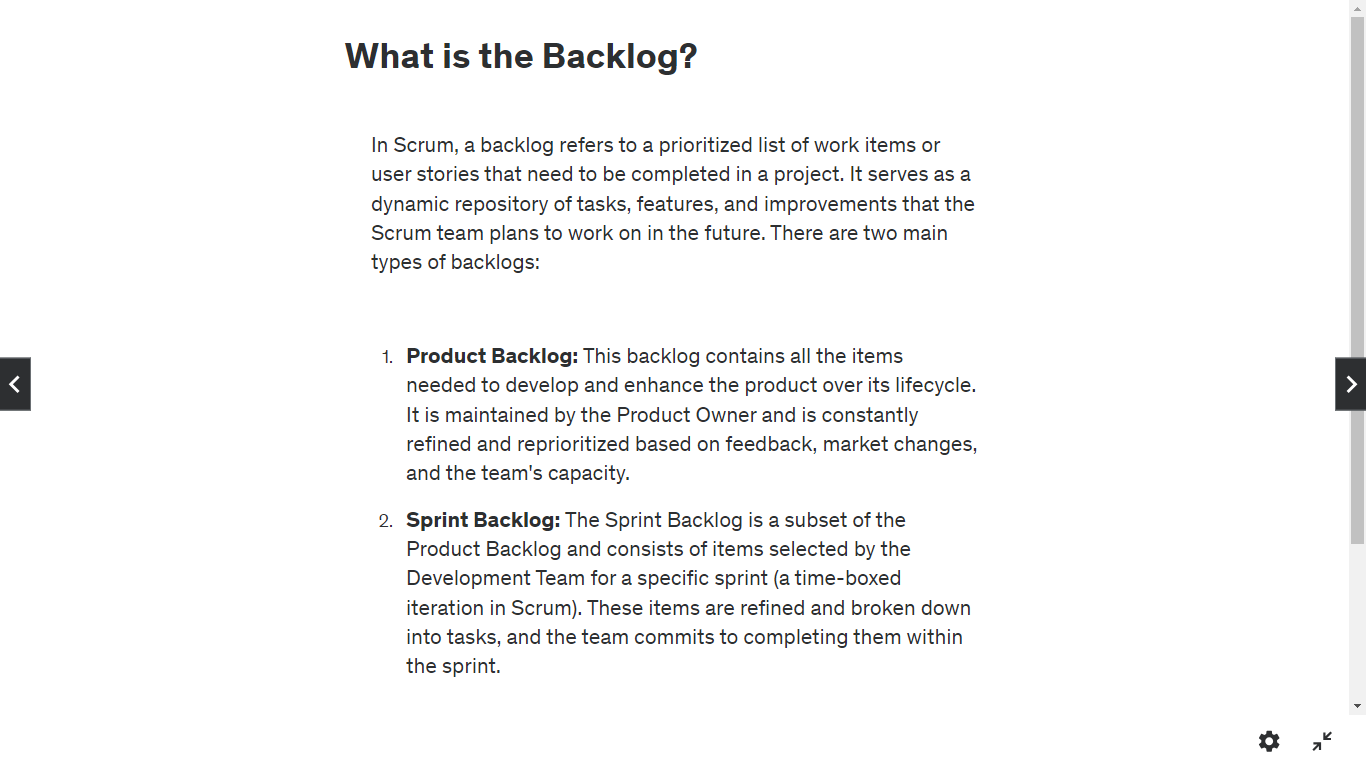 What is the Backlog?
In Scrum, a backlog refers to a prioritized list of work items or
user stories that need to be completed in a project. It serves as a
dynamic repository of tasks, features, and improvements that the
Scrum team plans to work on in the future. There are two main
types of backlogs:
1. Product Backlog: This backlog contains all the items
needed to develop and enhance the product over its lifecycle.
It is maintained by the Product Owner and is constantly
refined and reprioritized based on feedback, market changes,
and the team's capacity.
2. Sprint Backlog: The Sprint Backlog is a subset of the
Product Backlog and consists of items selected by the
Development Team for a specific sprint (a time-boxed
iteration in Scrum). These items are refined and broken down
into tasks, and the team commits to completing them within
the sprint.